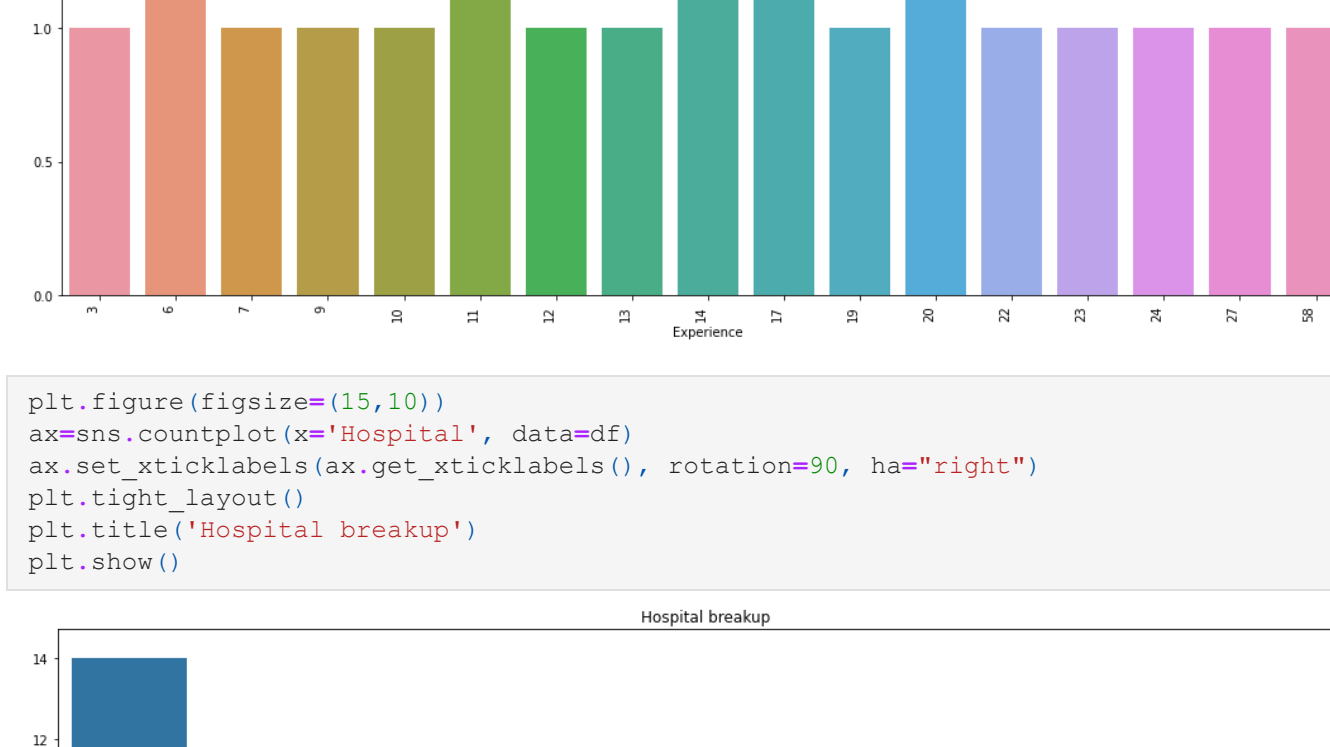 1.0
0.5
0.0
3 6 7 9 10 11 12 13 14 17 19 20 22 23 24 27 58
Experience
plt.figure(figsize=(15,10))
ax=sns.countplot(x='Hospital', data=df)
ax.set_xticklabels(ax.get_xticklabels(), rotation=90, ha="right")
plt.tight_layout()
plt.title('Hospital breakup')
plt.show()
Hospital breakup
14
12